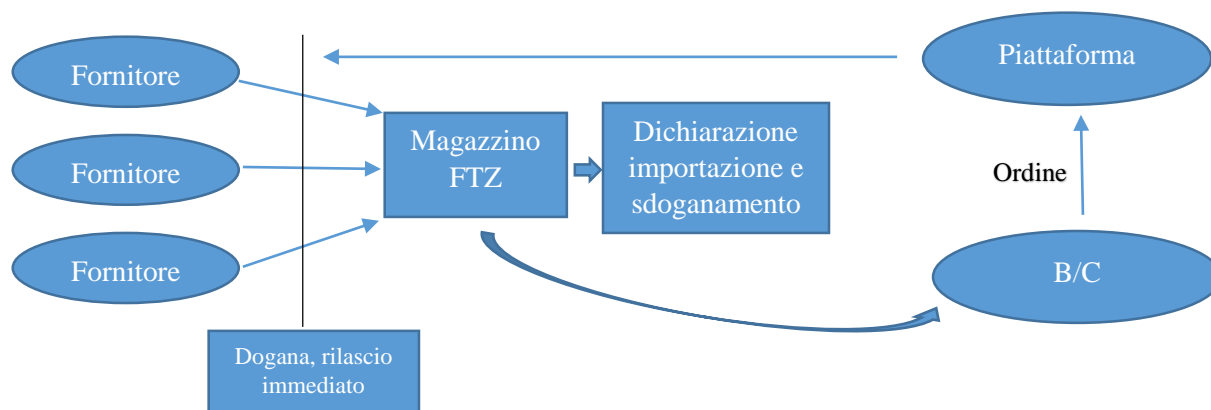 Fornitore
Fornitore
Fornitore
Dogana, rilascio
immediato
Magazzino
FTZ
Dichiarazione
importazione e
sdoganamento
Piattaforma
Ordine
B/C